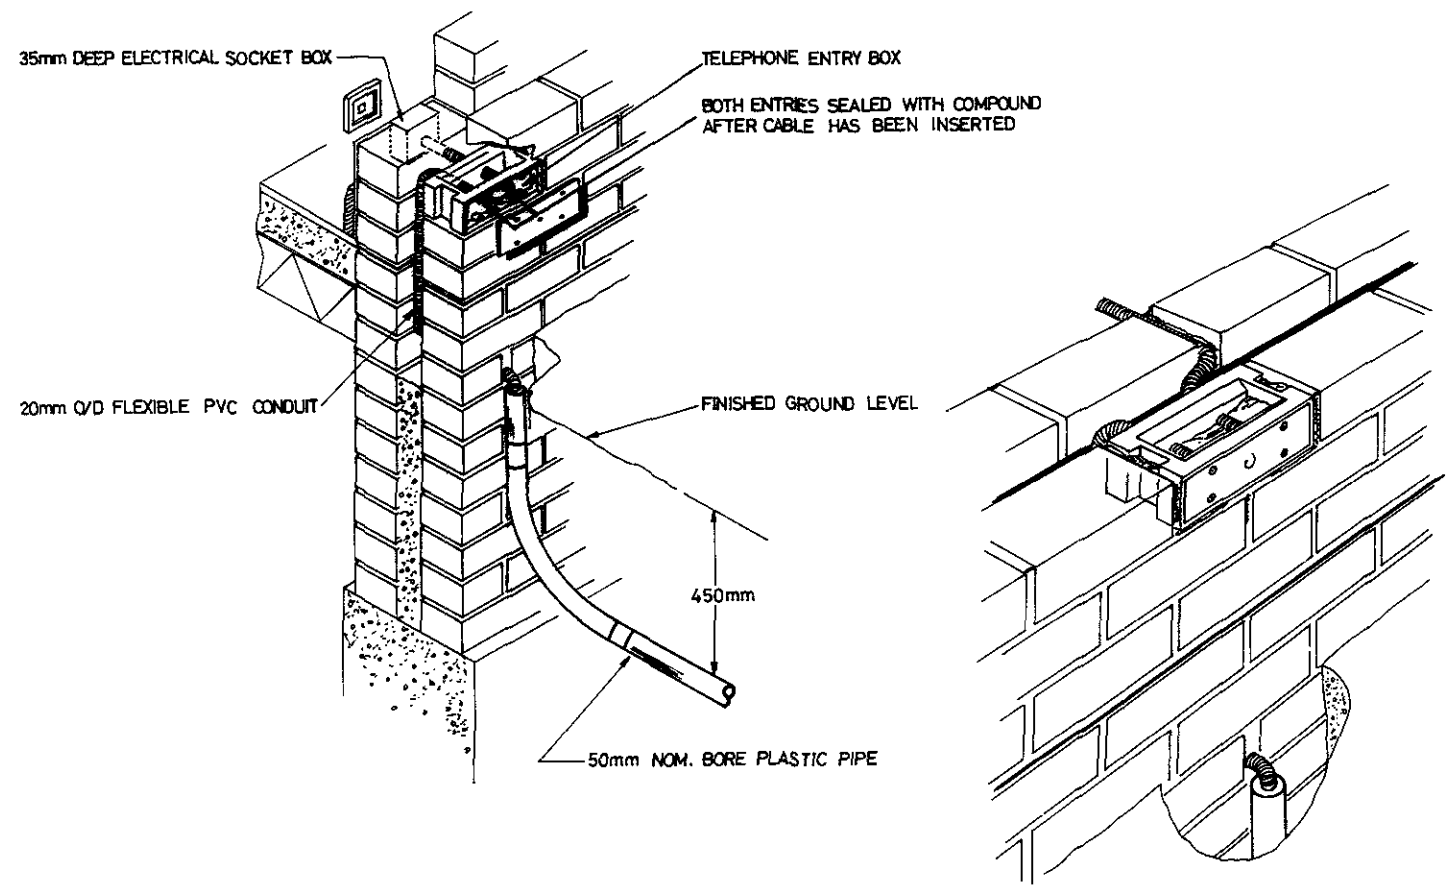 35mm DEEP ELECTRICAL SOCKET BOX
TELEPHONE ENTRY BOX
BOTH ENTRIES SEALED WITH COMPOUND
AFTER CABLE HAS BEEN INSERTED
20mm O/D FLEXIBLE PVC CONDUIT
FINISHED GROUND LEVEL
450mm
50mm NOM. BORE PLASTIC PIPE